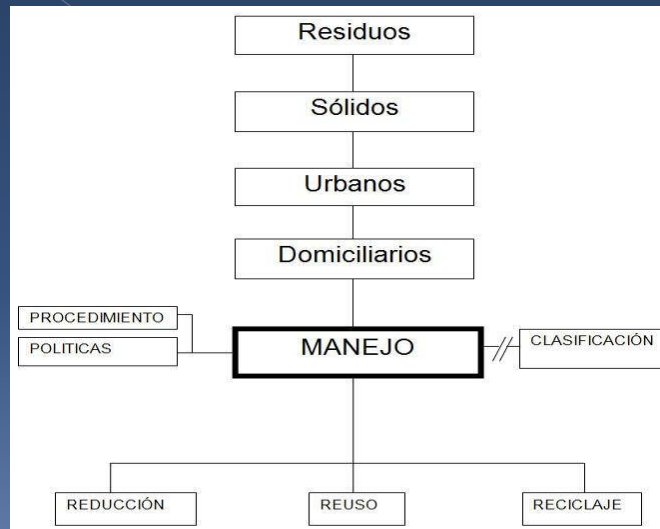 Residuos
Sólidos
Urbanos
Domiciliarios
PROCEDIMIENTO
POLITICAS
MANEJO
CLASIFICACIÓN
REDUCCIÓN
REUSO
RECICLAJE